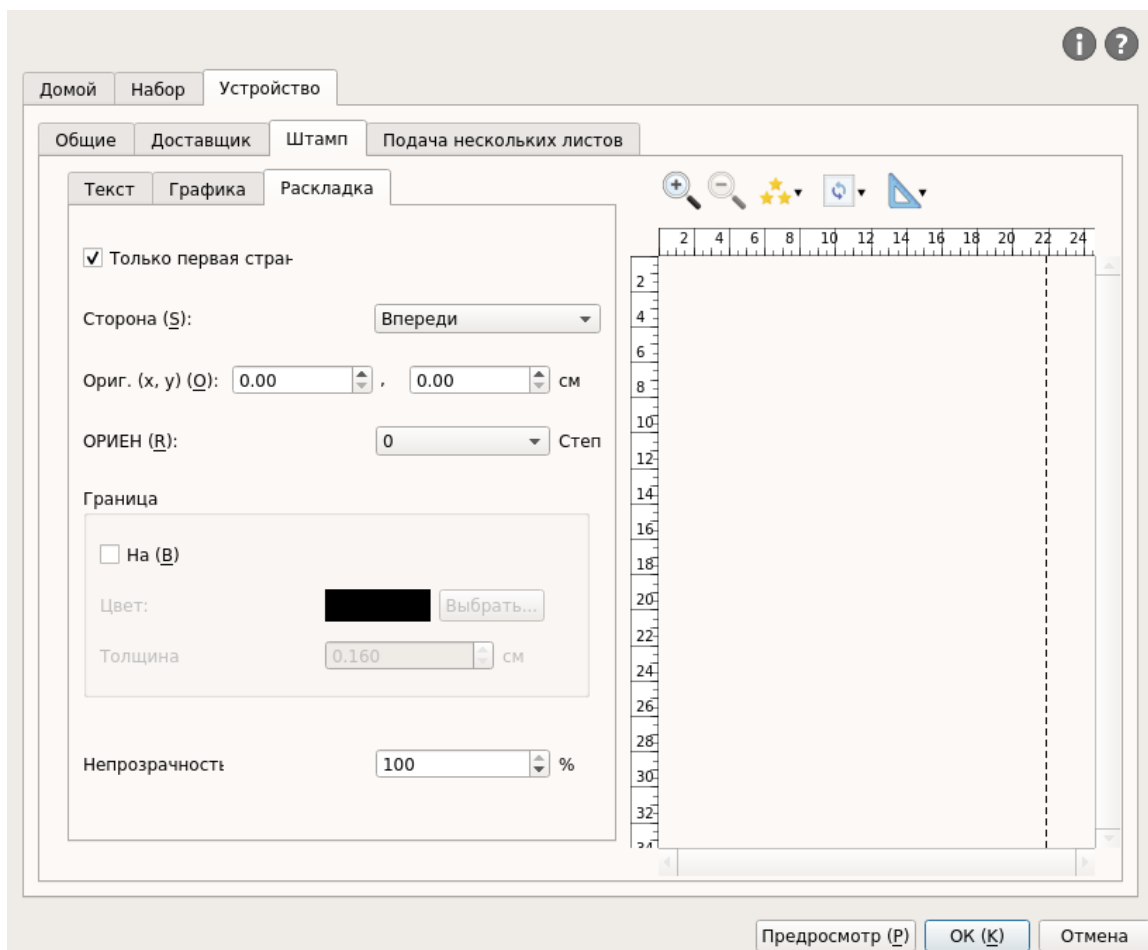 i ?
Домой Набор Устройство
Общие Доставщик Штамп Подача нескольких листов
Текст Графика Раскладка
Только первая стран
Сторона (S): Впереди
Ориг. (x, y) (O): 0.00 , 0.00 см
ОРИЕН (R): 0 Степ
Граница
На (B)
Цвет: Выбрать...
Толщина 0.160 см
Непрозрачность 100 %
2 4 6 8 10 12 14 16 18 20 22 24
2
4
6
8
10
12
14
16
18
20
22
24
26
28
30
32
34
Предросмотр (P) OK (K) Отмена